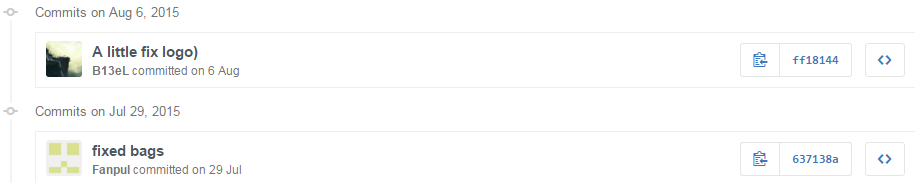 Commits on Aug 6, 2015
A little fix logo)
B13eL committed on 6 Aug
ff18144
Commits on Jul 29, 2015
fixed bags
Fanpul committed on 29 Jul
637138a